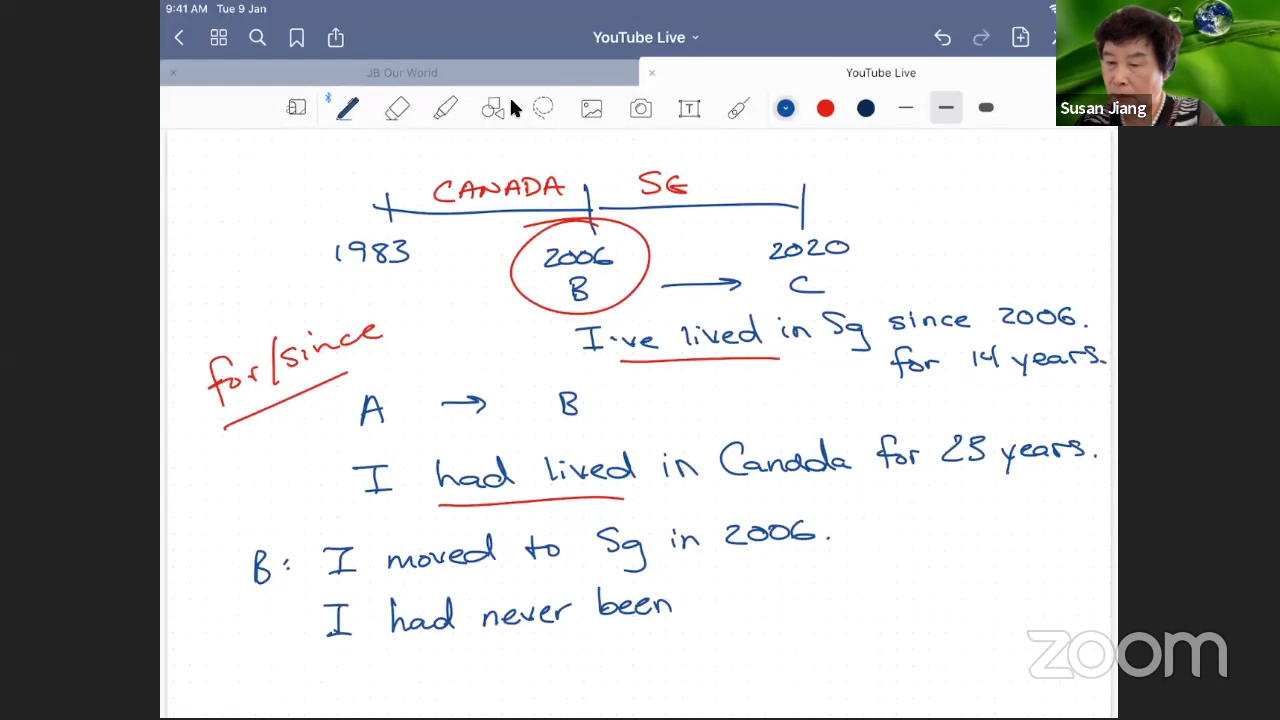 9:41 AM Tue 9 Jan
YouTube Live
JB Our World
YouTube Live
Susan Jiang
CANADA SG
1983 2006 2020
B → C
I've lived in Sg since 2006.
for 14 years.
for/since
A → B
I had lived in Canada for 23 years.
B: I moved to Sg in 2006.
I had never been
zoom